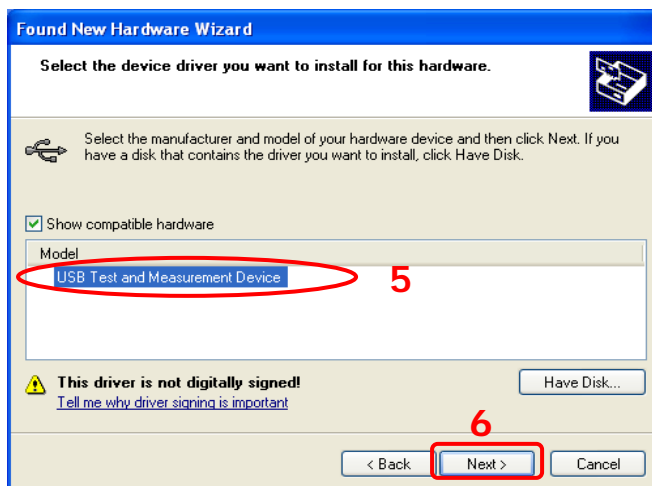 Found New Hardware Wizard
Select the device driver you want to install for this hardware.
Select the manufacturer and model of your hardware device and then click Next. If you
have a disk that contains the driver you want to install, click Have Disk.
Show compatible hardware
Model
USB Test and Measurement Device
5
This driver is not digitally signed!
Have Disk...
Tell me why driver signing is important
6
< Back
Next >
Cancel